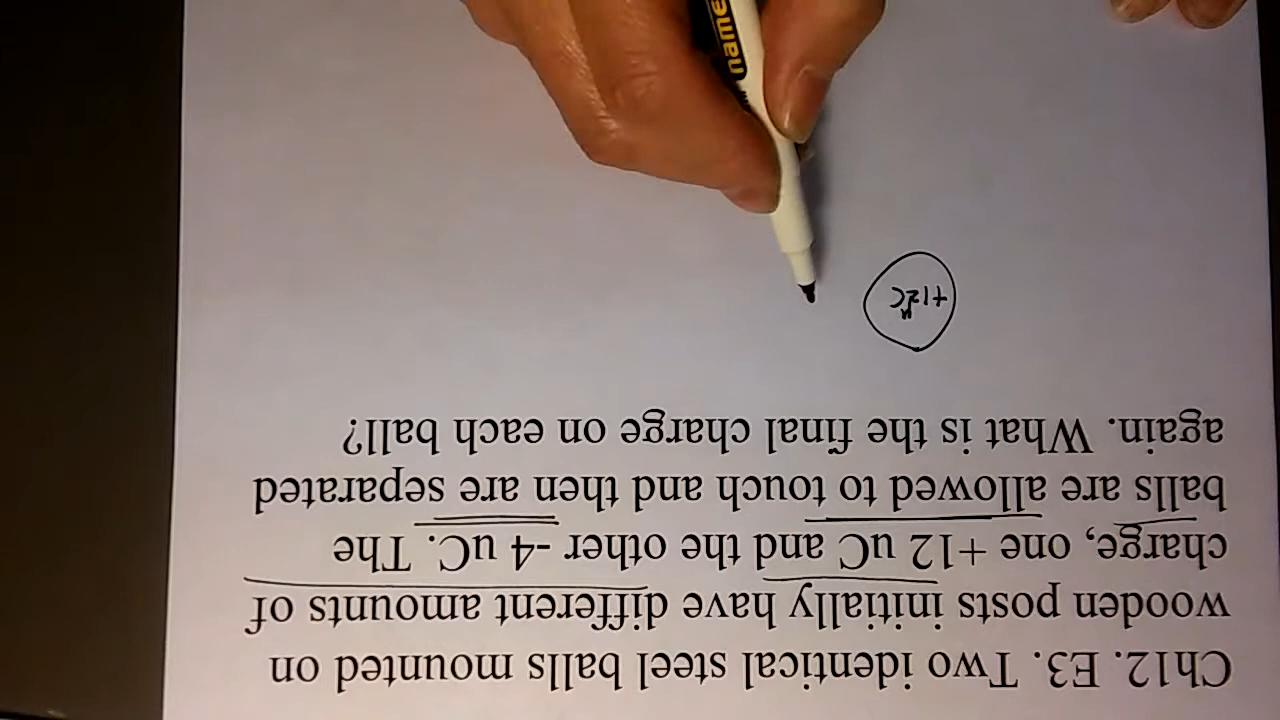 Ch12. E3. Two identical steel balls mounted on
wooden posts initially have different amounts of
charge, one +12 uC and the other -4 uC. The
balls are allowed to touch and then are separated
again. What is the final charge on each ball?
+12μC
name